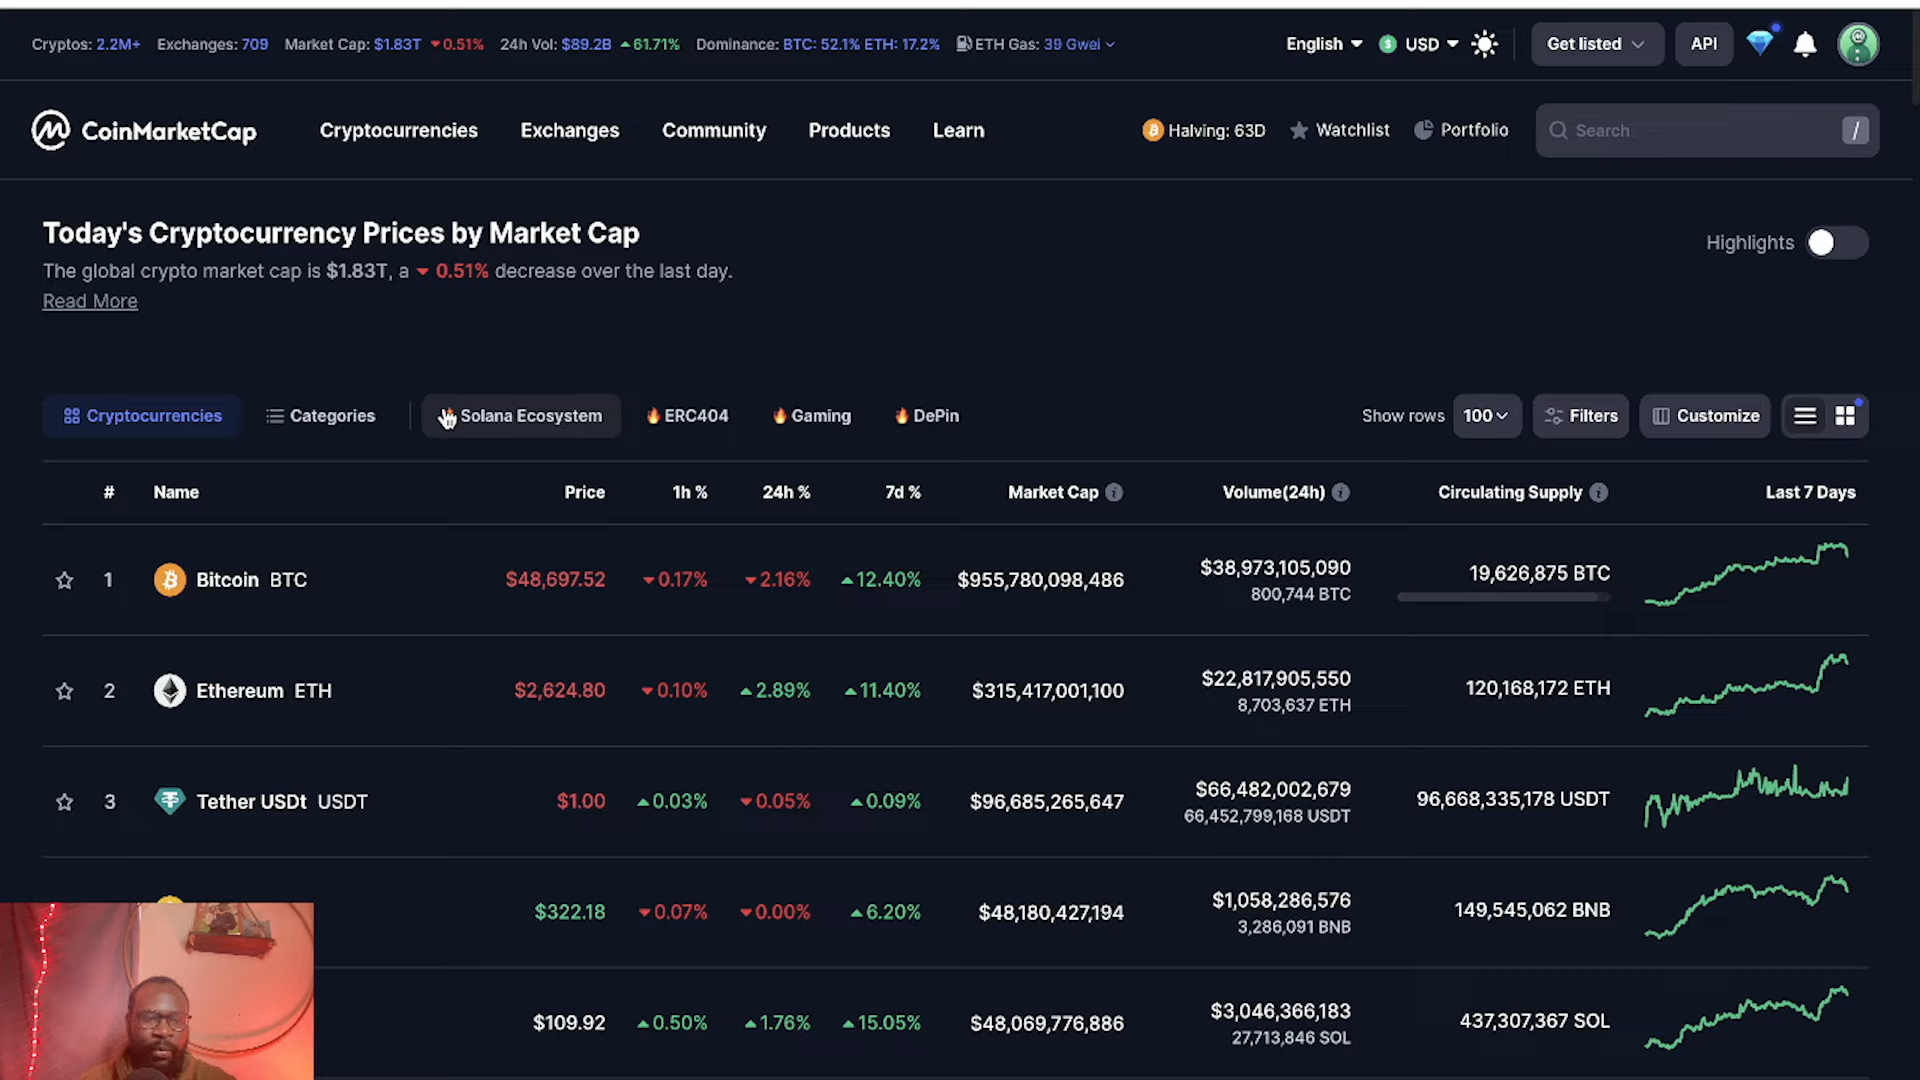 Cryptos: 2.2M+ Exchanges: 709 Market Cap: $1.83T 0.51% 24h Vol: $89.2B 61.71% Dominance: BTC: 52.1% ETH: 17.2% ETH Gas: 39 Gwei English USD Get listed API
CoinMarketCap Cryptocurrencies Exchanges Community Products Learn Halving: 63D Watchlist Portfolio Search /
Today's Cryptocurrency Prices by Market Cap
The global crypto market cap is $1.83T, a 0.51% decrease over the last day. Highlights
Read More
Cryptocurrencies Categories Solana Ecosystem ERC404 Gaming DePin Show rows 100 Filters Customize
# Name Price 1h % 24h % 7d % Market Cap Volume(24h) Circulating Supply Last 7 Days
1 Bitcoin BTC $48,697.52 0.17% 2.16% 12.40% $955,780,098,486 $38,973,105,090 19,626,875 BTC
800,744 BTC
2 Ethereum ETH $2,624.80 0.10% 2.89% 11.40% $315,417,001,100 $22,817,905,550 120,168,172 ETH
8,703,637 ETH
3 Tether USDt USDT $1.00 0.03% 0.05% 0.09% $96,685,265,647 $66,482,002,679 96,668,335,178 USDT
66,452,799,168 USDT
$322.18 0.07% 0.00% 6.20% $48,180,427,194 $1,058,286,576 149,545,062 BNB
3,286,091 BNB
$109.92 0.50% 1.76% 15.05% $48,069,776,886 $3,046,366,183 437,307,367 SOL
27,713,846 SOL